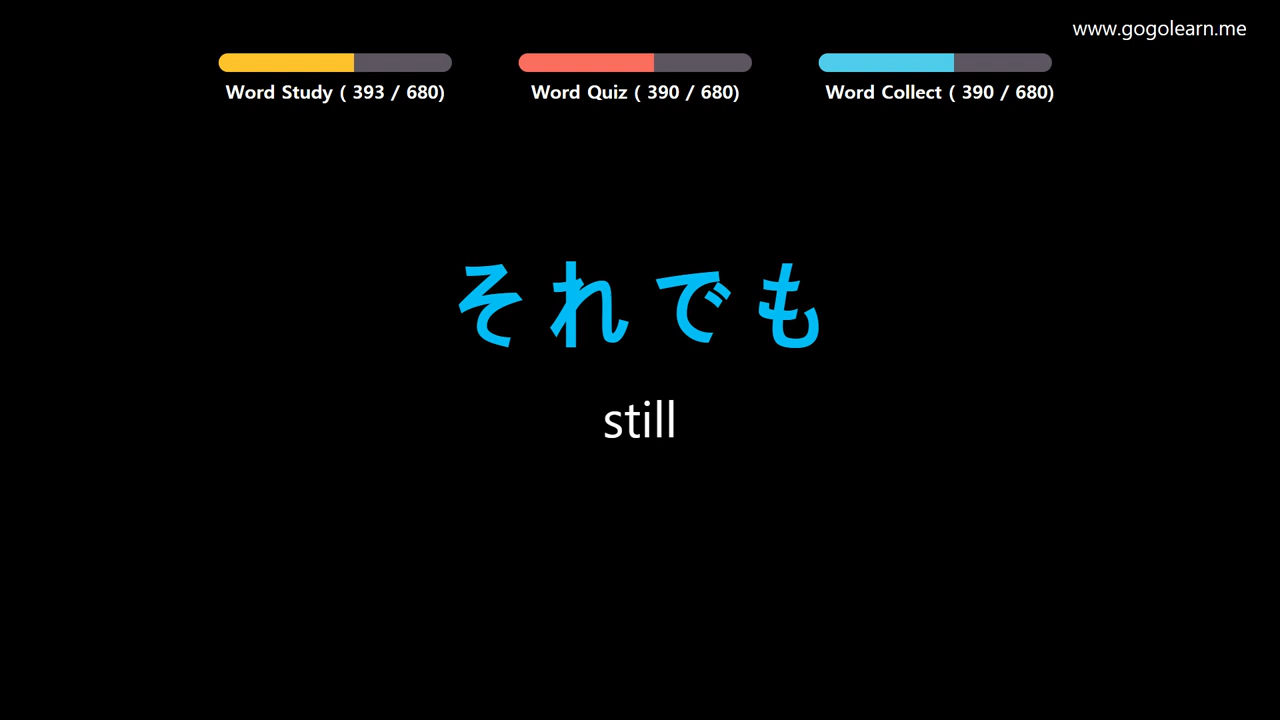 www.gogolearn.me
Word Study ( 393 / 680)
Word Quiz ( 390 / 680)
Word Collect ( 390 / 680)
それでも
still